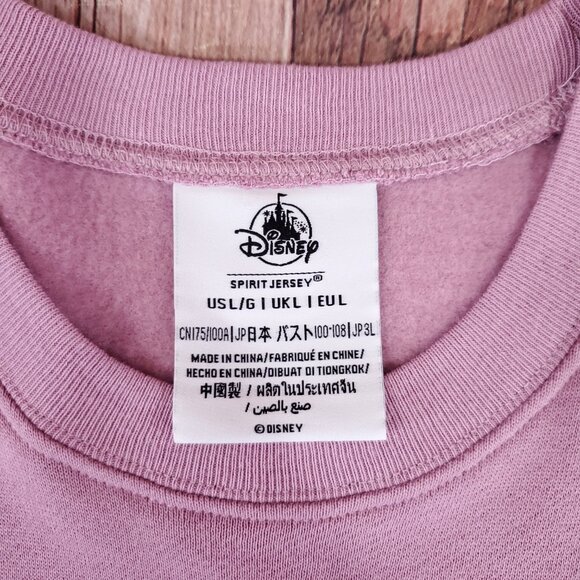 Disney
SPIRIT JERSEY®
US L/G | UK L | EU L
CN175/100A|JP日本 バスト100-108|JP3L
MADE IN CHINA/FABRIQUÉ EN CHINE/
HECHO EN CHINA/DIBUAT DI TIONGKOK/
中國製 / ผลิตในประเทศจีน
/ صنع بالصين
© DISNEY